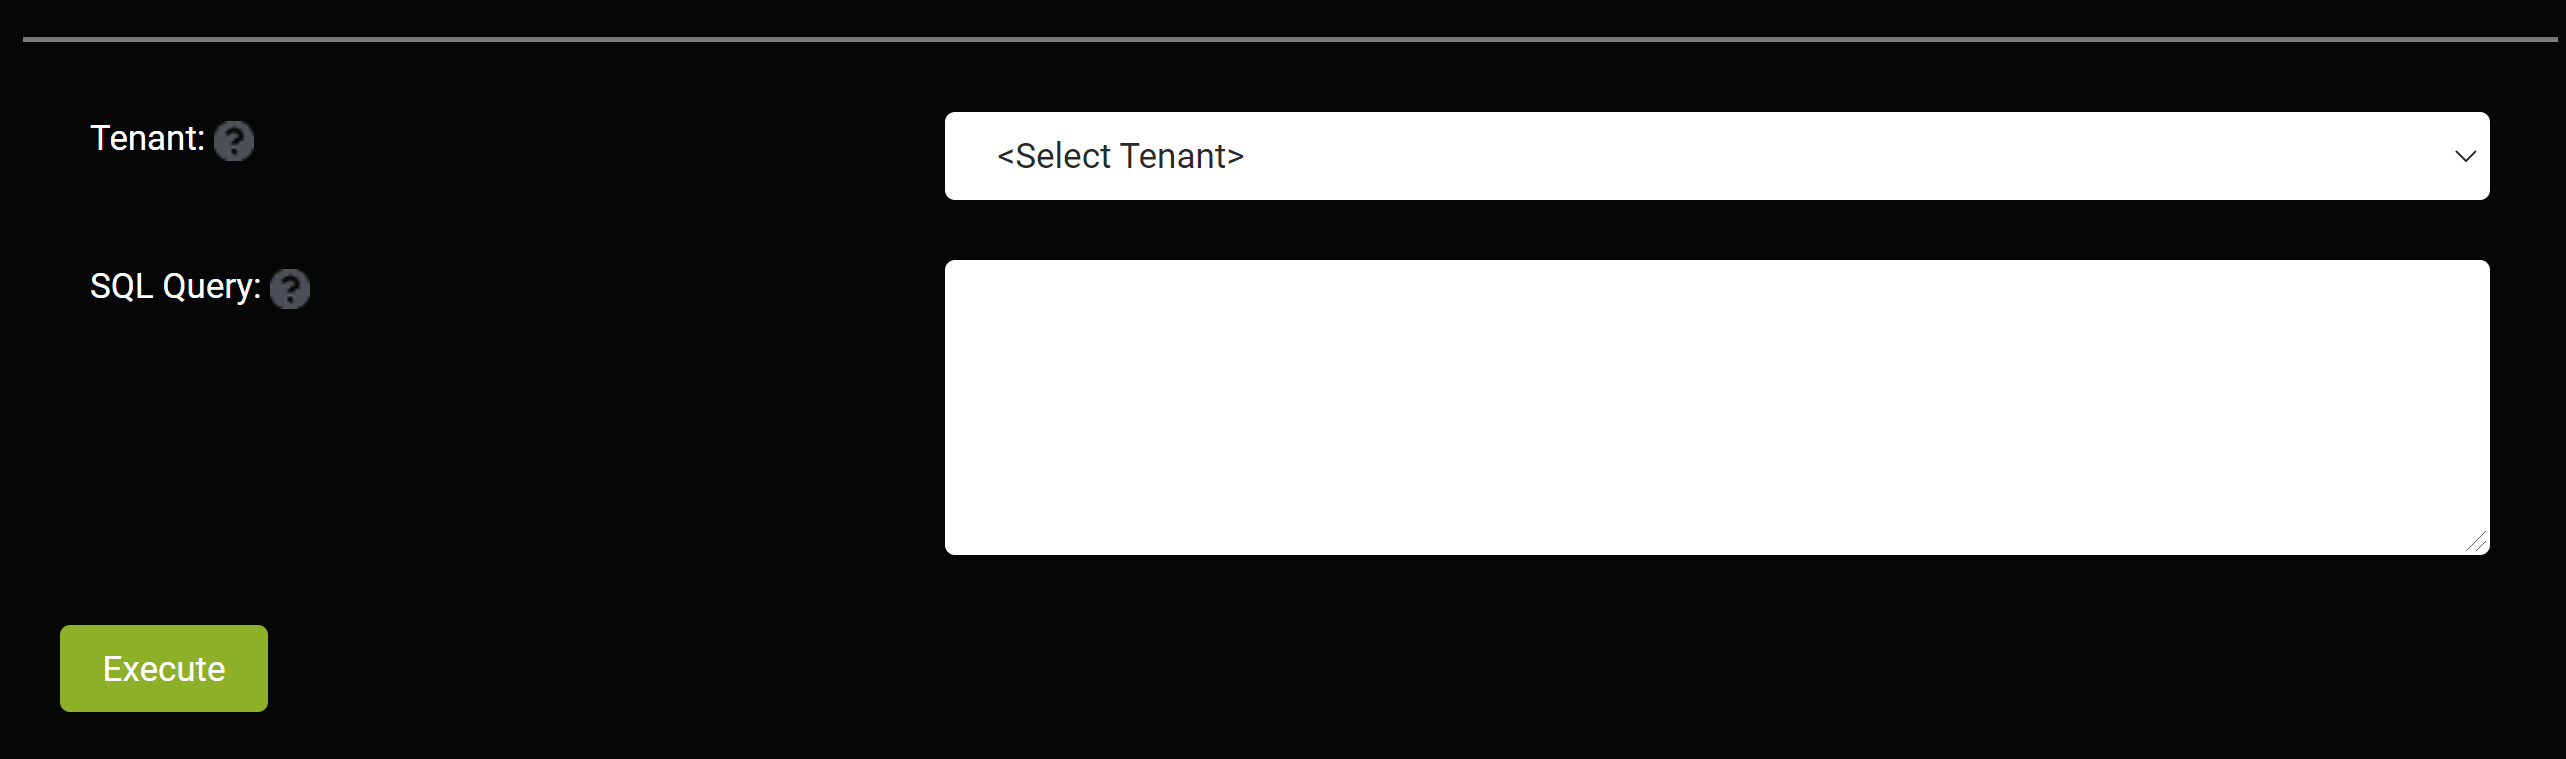 Tenant: ?
<Select Tenant>
SQL Query: ?
Execute